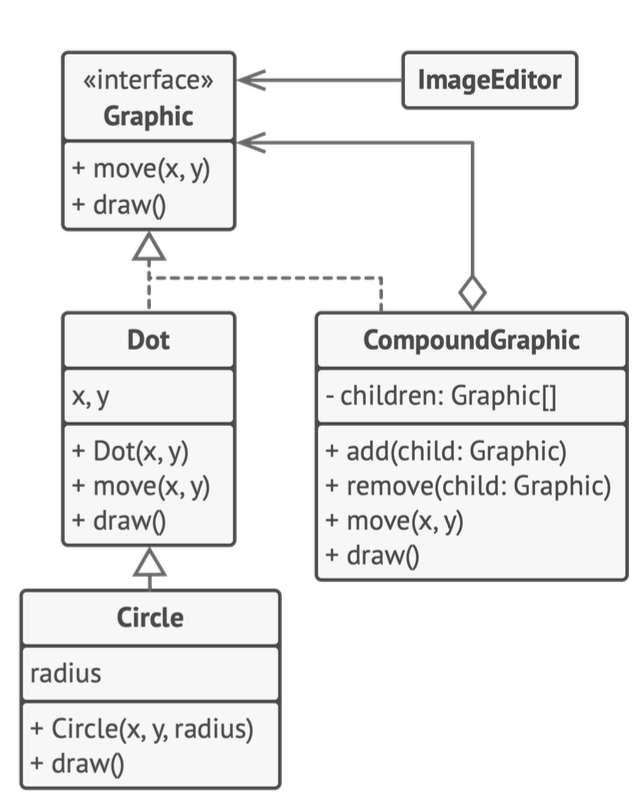 «interface»
Graphic
+ move(x, y)
+ draw()
ImageEditor
Dot
x, y
+ Dot(x, y)
+ move(x, y)
+ draw()
CompoundGraphic
- children: Graphic[]
+ add(child: Graphic)
+ remove(child: Graphic)
+ move(x, y)
+ draw()
Circle
radius
+ Circle(x, y, radius)
+ draw()